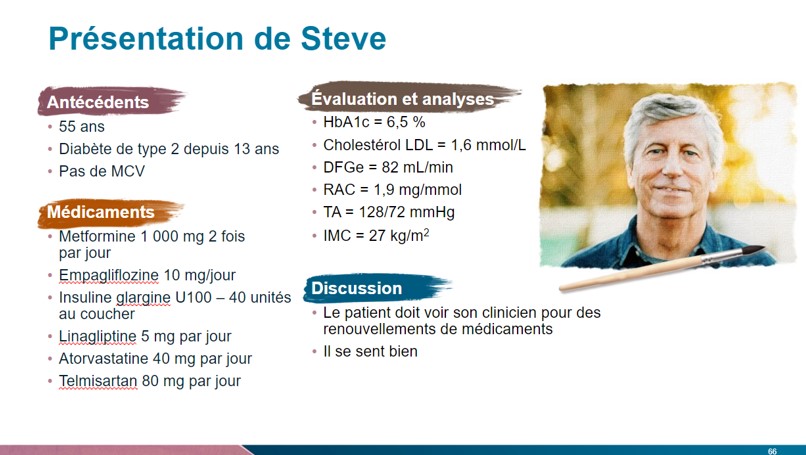 Présentation de Steve
Antécédents
• 55 ans
• Diabète de type 2 depuis 13 ans
• Pas de MCV
Médicaments
• Metformine 1 000 mg 2 fois
par jour
• Empagliflozine 10 mg/jour
• Insuline glargine U100 – 40 unités
au coucher
• Linagliptine 5 mg par jour
• Atorvastatine 40 mg par jour
• Telmisartan 80 mg par jour
Évaluation et analyses
• HbA1c = 6,5 %
• Cholestérol LDL = 1,6 mmol/L
• DFGe = 82 mL/min
• RAC = 1,9 mg/mmol
• TA = 128/72 mmHg
• IMC = 27 kg/m²
Discussion
• Le patient doit voir son clinicien pour des
renouvellements de médicaments
• Il se sent bien
66